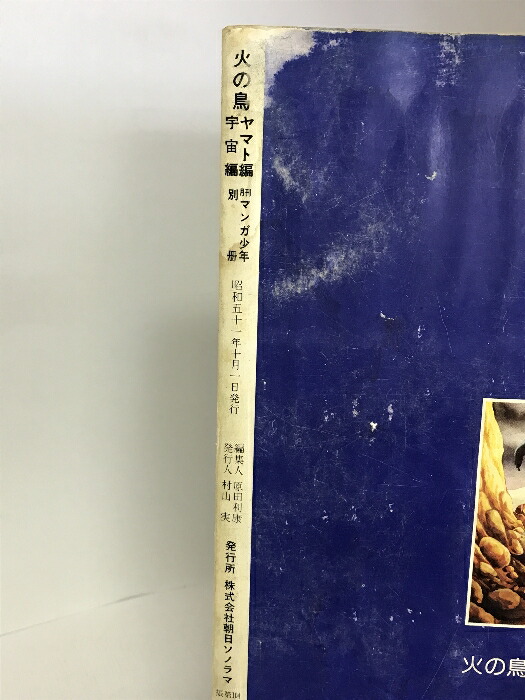 火の鳥
ヤマト編
宇宙編
月刊マンガ少年
別册
昭和五十一年十月一日発行
編集人 原田利康
発行人 村山 実
発行所 株式会社朝日ソノラマ
火の鳥